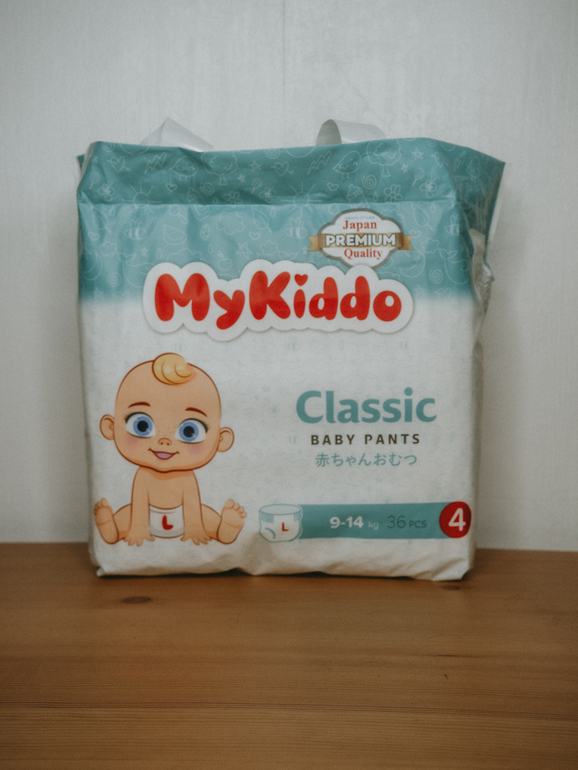 Japan
PREMIUM
Quality
MyKiddo
Classic
BABY PANTS
赤ちゃんおむつ
L
L
9-14 kg 36 PCS 4